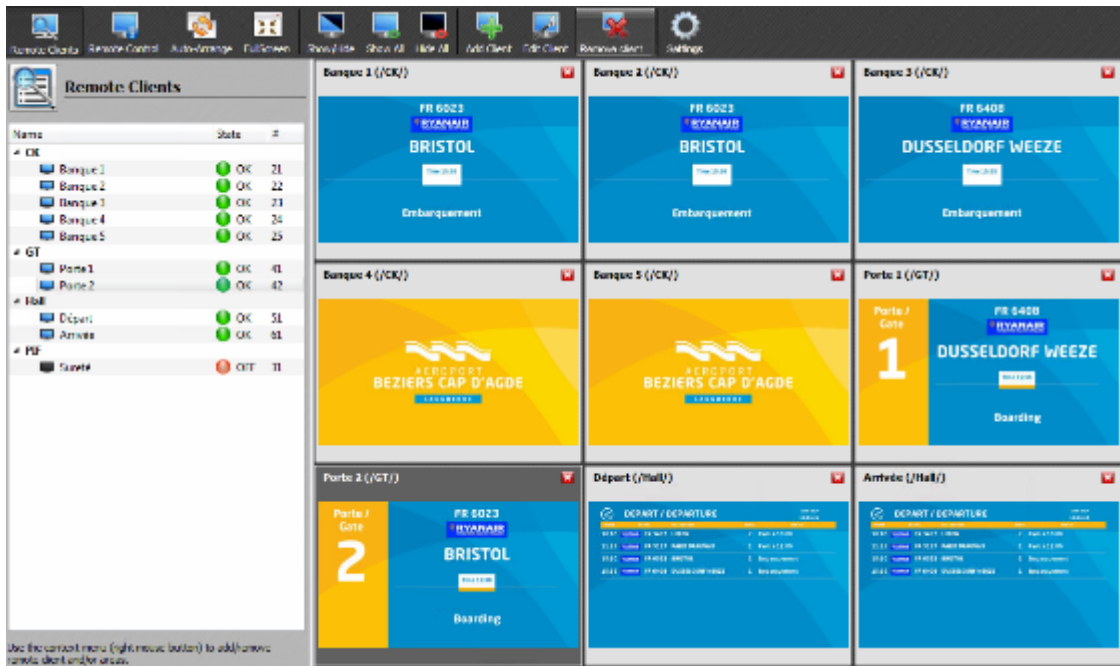 Remote Clients Remote Control Auto-Arrange FullScreen Show/Hide Show All Hide All Add Client Edit Client Remove client Settings
Remote Clients
Name State #
CK
Banque 1 OK 21
Banque 2 OK 22
Banque 3 OK 23
Banque 4 OK 24
Banque 5 OK 25
GT
Porte 1 OK 41
Porte 2 OK 42
Hall
Départ OK 51
Arrivée OK 61
PIF
Sureté OFF
Use the context menu (right mouse button) to add/remove
remote client and/or areas.
Banque 1 (/CK/)
FR 6023
RYANAIR
BRISTOL
Embarquement
Banque 2 (/CK/)
FR 6023
RYANAIR
BRISTOL
Embarquement
Banque 3 (/CK/)
FR 6408
RYANAIR
DUSSELDORF WEEZE
Embarquement
Banque 4 (/CK/)
AEROPORT
BEZIERS CAP D'AGDE
LANGUEDOC
Banque 5 (/CK/)
AEROPORT
BEZIERS CAP D'AGDE
LANGUEDOC
Porte 1 (/GT/)
Porte /
Gate
1
FR 6408
RYANAIR
DUSSELDORF WEEZE
Boarding
Porte 2 (/GT/)
Porte /
Gate
2
FR 6023
RYANAIR
BRISTOL
Boarding
Départ (/Hall/)
DEPART / DEPARTURE
Arrivée (/Hall/)
DEPART / DEPARTURE